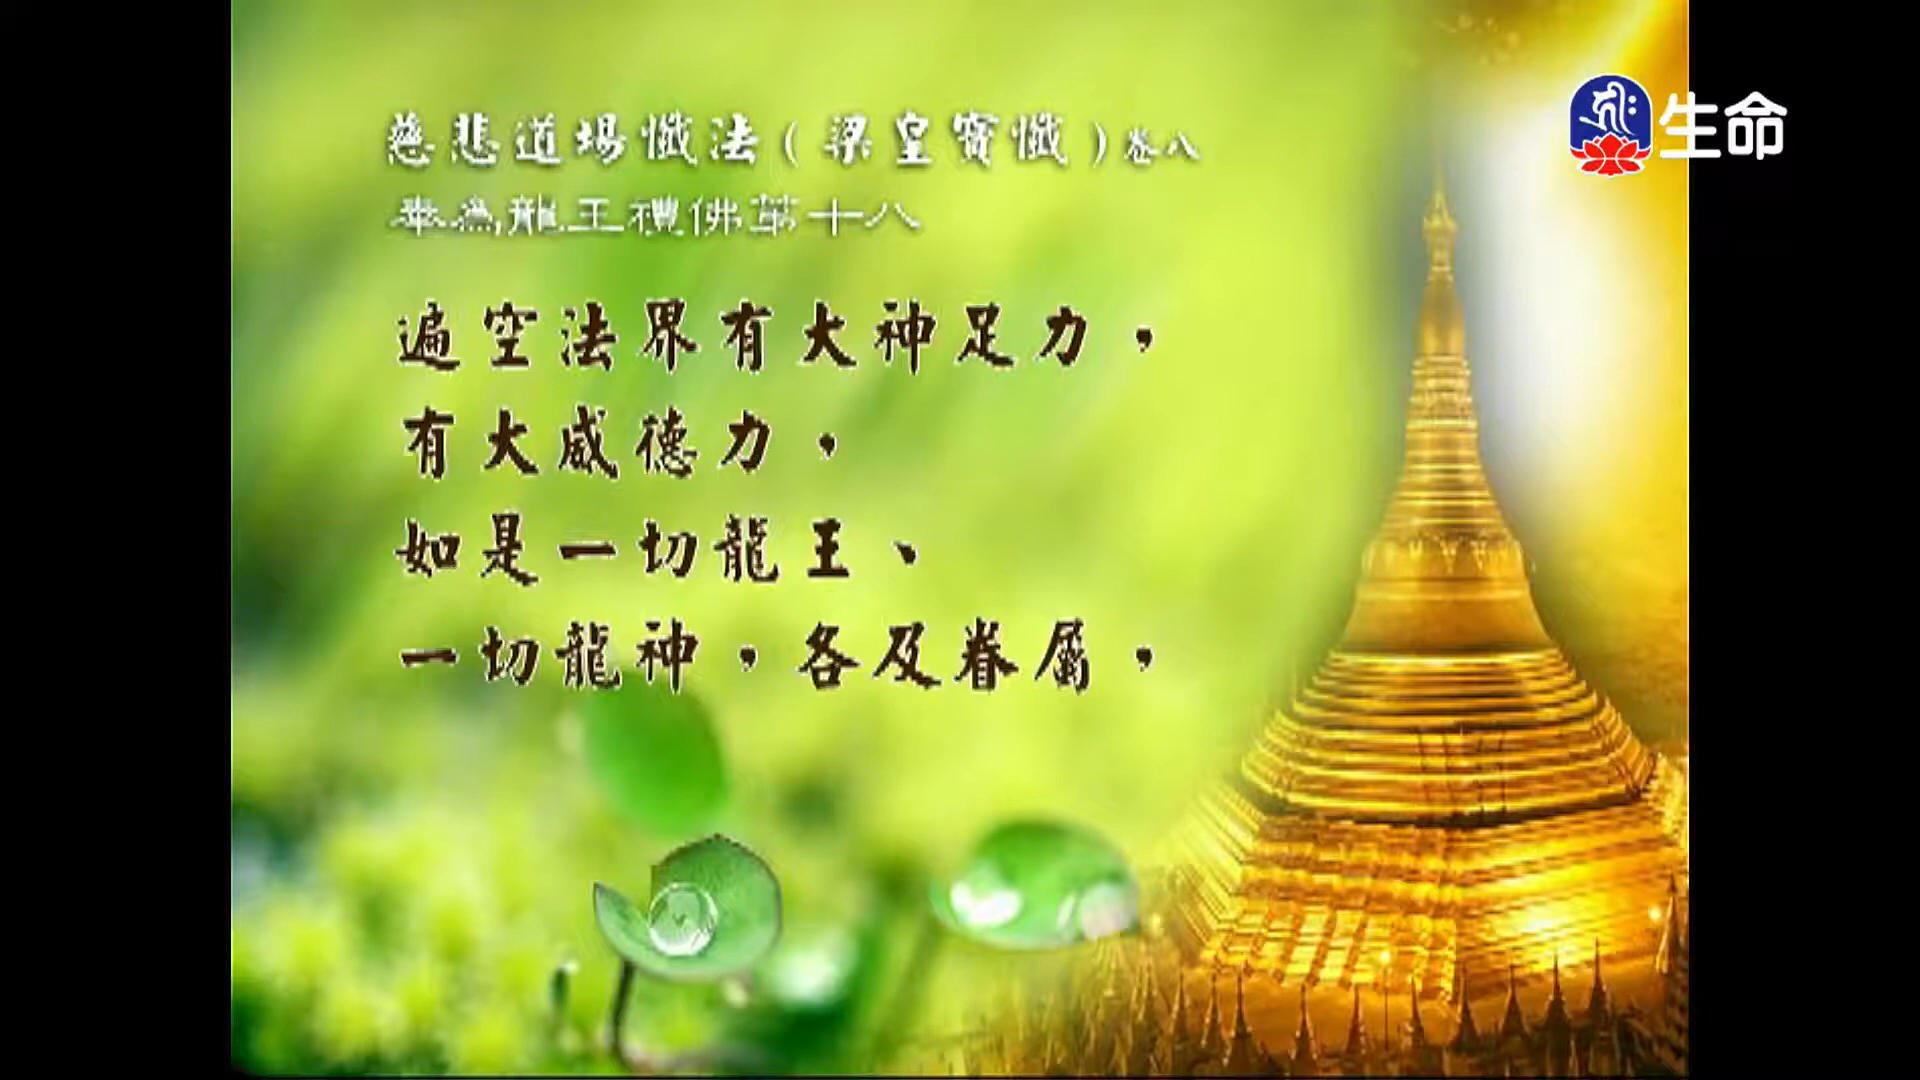 慈悲道場懺法(梁皇寶懺)卷八
奉為龍王禮佛第十八
遍空法界有大神足力，
有大威德力，
如是一切龍王、
一切龍神，各及眷屬，
生命